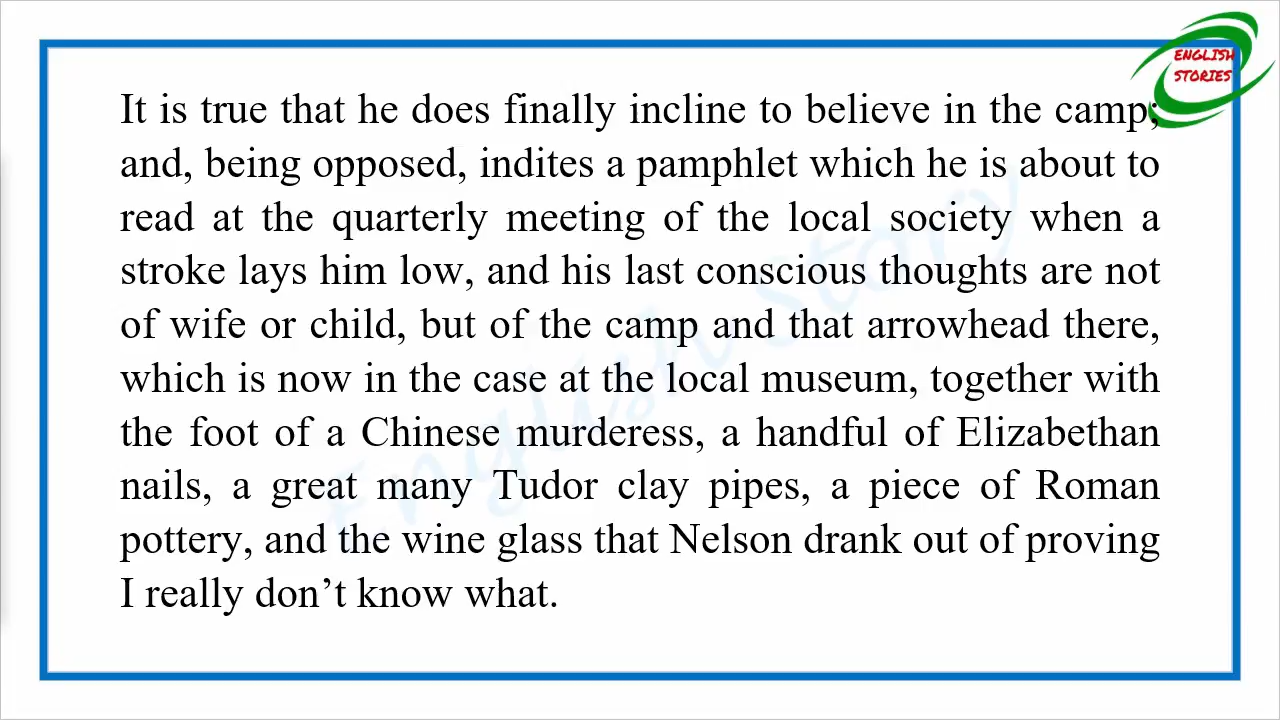 ENGLISH
STORIES
It is true that he does finally incline to believe in the camp;
and, being opposed, indites a pamphlet which he is about to
read at the quarterly meeting of the local society when a
stroke lays him low, and his last conscious thoughts are not
of wife or child, but of the camp and that arrowhead there,
which is now in the case at the local museum, together with
the foot of a Chinese murderess, a handful of Elizabethan
nails, a great many Tudor clay pipes, a piece of Roman
pottery, and the wine glass that Nelson drank out of proving
I really don’t know what.
English Story